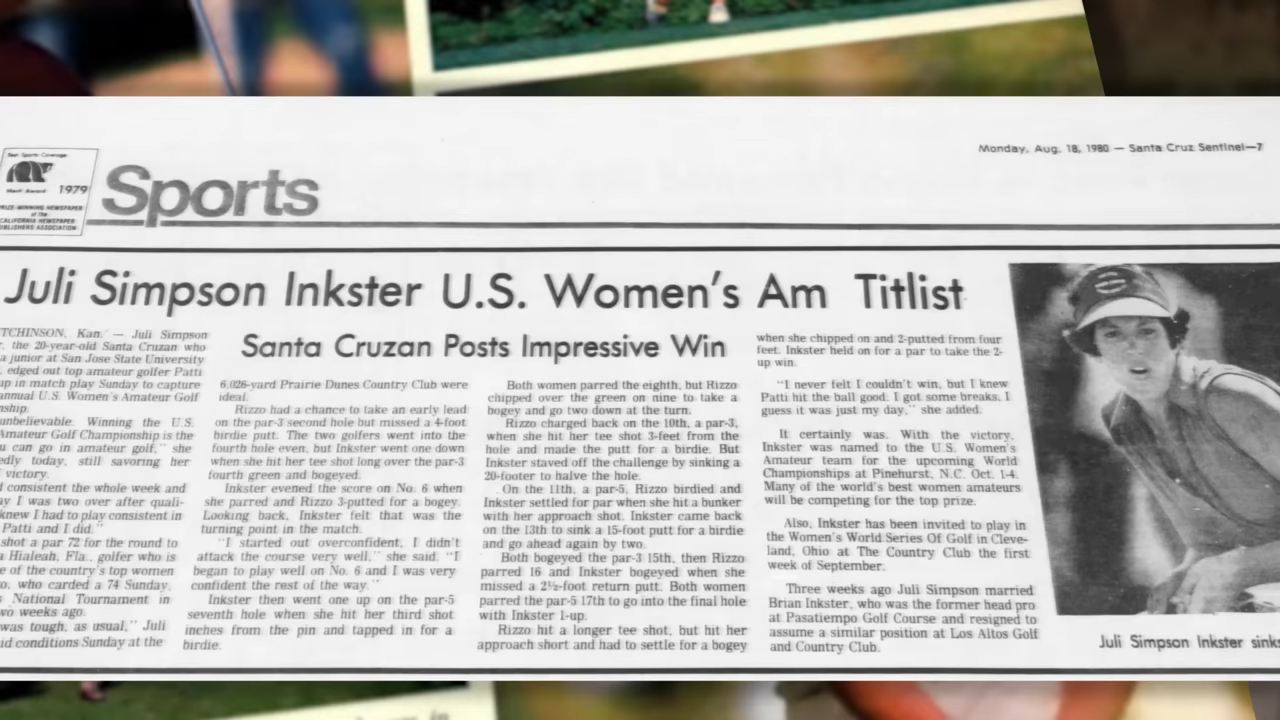 Monday, Aug. 18, 1980 — Santa Cruz Sentinel—7
Best Sports Coverage
Merit Award 1979
PRIZE-WINNING NEWSPAPER
of the
CALIFORNIA NEWSPAPER
PUBLISHERS ASSOCIATION
Sports
Juli Simpson Inkster U.S. Women's Am Titlist
Santa Cruzan Posts Impressive Win
TCHINSON, Kan. — Juli Simpson
r, the 20-year-old Santa Cruzan who
a junior at San Jose State University
, edged out top amateur golfer Patti
up in match play Sunday to capture
annual U.S. Women's Amateur Golf
nship.
unbelievable. Winning the U.S.
Amateur Golf Championship is the
u can go in amateur golf," she
edly today, still savoring her
victory.
d consistent the whole week and
ay I was two over after quali-
knew I had to play consistent in
Patti and I did."
shot a par 72 for the round to
a Hialeah, Fla., golfer who is
e of the country's top women
o, who carded a 74 Sunday,
s National Tournament in
wo weeks ago.
was tough, as usual," Juli
id conditions Sunday at the
6,026-yard Prairie Dunes Country Club were
ideal.
Rizzo had a chance to take an early lead
on the par-3 second hole but missed a 4-foot
birdie putt. The two golfers went into the
fourth hole even, but Inkster went one down
when she hit her tee shot long over the par-3
fourth green and bogeyed.
Inkster evened the score on No. 6 when
she parred and Rizzo 3-putted for a bogey.
Looking back, Inkster felt that was the
turning point in the match.
"I started out overconfident, I didn't
attack the course very well," she said. "I
began to play well on No. 6 and I was very
confident the rest of the way."
Inkster then went one up on the par-5
seventh hole when she hit her third shot
inches from the pin and tapped in for a
birdie.
Both women parred the eighth, but Rizzo
chipped over the green on nine to take a
bogey and go two down at the turn.
Rizzo charged back on the 10th, a par-3,
when she hit her tee shot 3-feet from the
hole and made the putt for a birdie. But
Inkster staved off the challenge by sinking a
20-footer to halve the hole.
On the 11th, a par-5, Rizzo birdied and
Inkster settled for par when she hit a bunker
with her approach shot. Inkster came back
on the 13th to sink a 15-foot putt for a birdie
and go ahead again by two.
Both bogeyed the par-3 15th, then Rizzo
parred 16 and Inkster bogeyed when she
missed a 2½-foot return putt. Both women
parred the par-5 17th to go into the final hole
with Inkster 1-up.
Rizzo hit a longer tee shot, but hit her
approach short and had to settle for a bogey
when she chipped on and 2-putted from four
feet. Inkster held on for a par to take the 2-
up win.
"I never felt I couldn't win, but I knew
Patti hit the ball good. I got some breaks. I
guess it was just my day," she added.
It certainly was. With the victory,
Inkster was named to the U.S. Women's
Amateur team for the upcoming World
Championships at Pinehurst, N.C. Oct. 1-4.
Many of the world's best women amateurs
will be competing for the top prize.
Also, Inkster has been invited to play in
the Women's World Series Of Golf in Cleve-
land, Ohio at The Country Club the first
week of September.
Three weeks ago Juli Simpson married
Brian Inkster, who was the former head pro
at Pasatiempo Golf Course and resigned to
assume a similar position at Los Altos Golf
and Country Club.
Juli Simpson Inkster sinks